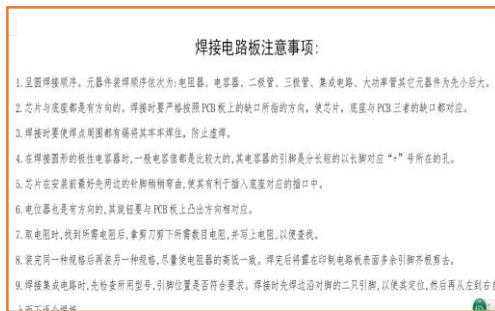 焊接电路板注意事项:
1.呈圆焊接顺序。元器件装焊顺序依次为:电阻器、电容器、二极管、三极管、集成电路、大功率管其它元器件为先小后大。
2.芯片与底座都是有方向的。焊接时要严格按照PCB板上的缺口所指的方向,使芯片,底座与PCB三者的缺口都对应。
3.焊接时要使焊点周围都有锡将其牢牢焊住,防止虚焊。
4.在焊接圆形的极性电容器时,一般电容值都是比较大的,其电容器的引脚是分长短的以长脚对应“+”号所在的孔。
5.芯片在安装前最好先两边的针脚稍稍弯曲,使其有利于插入底座对应的插口中。
6.电位器也是有方向的,其旋钮要与PCB板上凸出方向相对应。
7.取电阻时,找到所需电阻后,拿剪刀剪下所需数目电阻,并写上电阻,以便查找。
8.装完同一种规格后再装另一种规格,尽量使电阻器的高低一致。焊完后将露在印制电路板表面多余引脚齐根剪去。
9.焊接集成电路时,先检查所用型号,引脚位置是否符合要求。焊接时先焊边沿对脚的二只引脚,以使其定位,然后再从左到右自
上而下逐个焊接